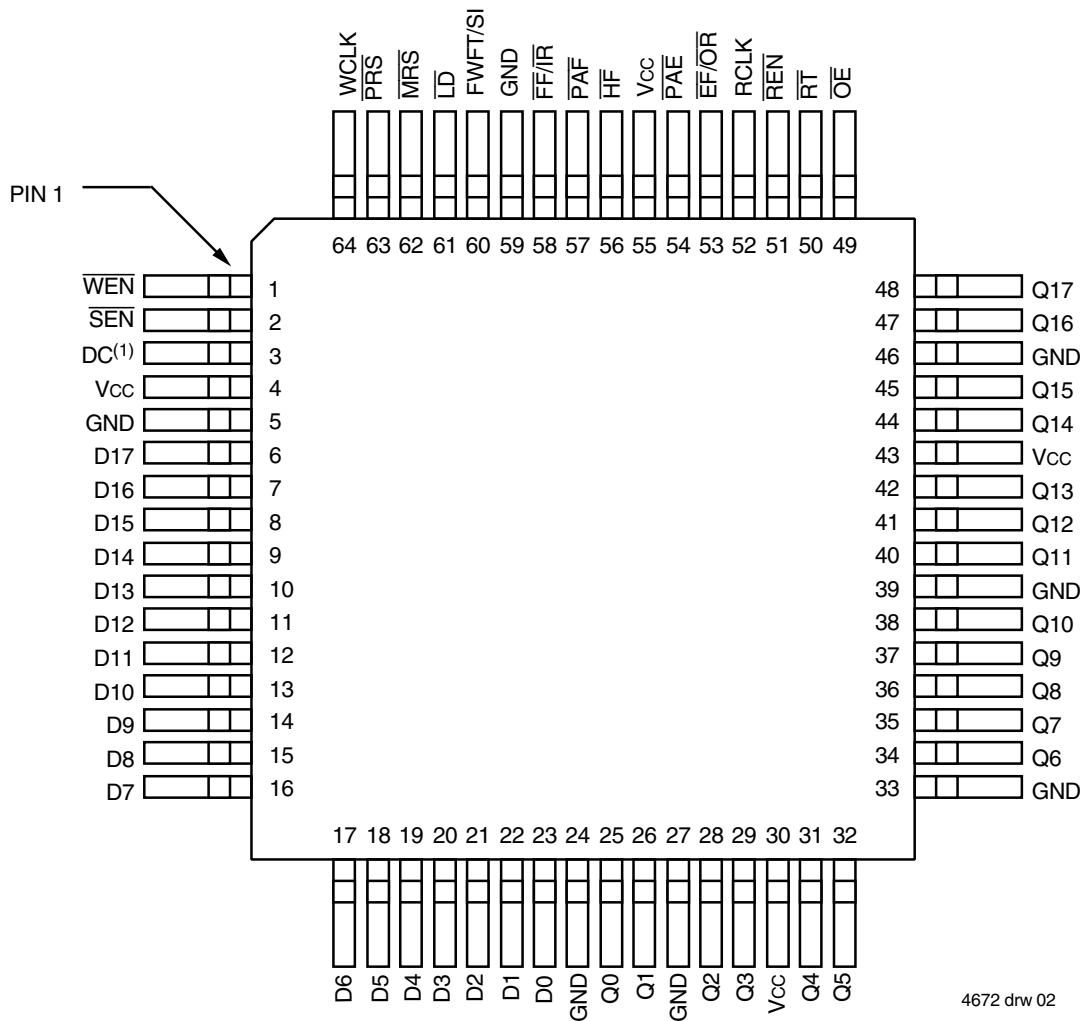 WCLK
PRS
MRS
LD
FWFT/SI
GND
FF/IR
PAF
HF
VCC
PAE
EF/OR
RCLK
REN
RT
OE
PIN 1
64 63 62 61 60 59 58 57 56 55 54 53 52 51 50 49
WEN 1 48 Q17
SEN 2 47 Q16
DC(1) 3 46 GND
VCC 4 45 Q15
GND 5 44 Q14
D17 6 43 VCC
D16 7 42 Q13
D15 8 41 Q12
D14 9 40 Q11
D13 10 39 GND
D12 11 38 Q10
D11 12 37 Q9
D10 13 36 Q8
D9 14 35 Q7
D8 15 34 Q6
D7 16 33 GND
17 18 19 20 21 22 23 24 25 26 27 28 29 30 31 32
D6
D5
D4
D3
D2
D1
D0
GND
Q0
Q1
GND
Q2
Q3
VCC
Q4
Q5
4672 drw 02